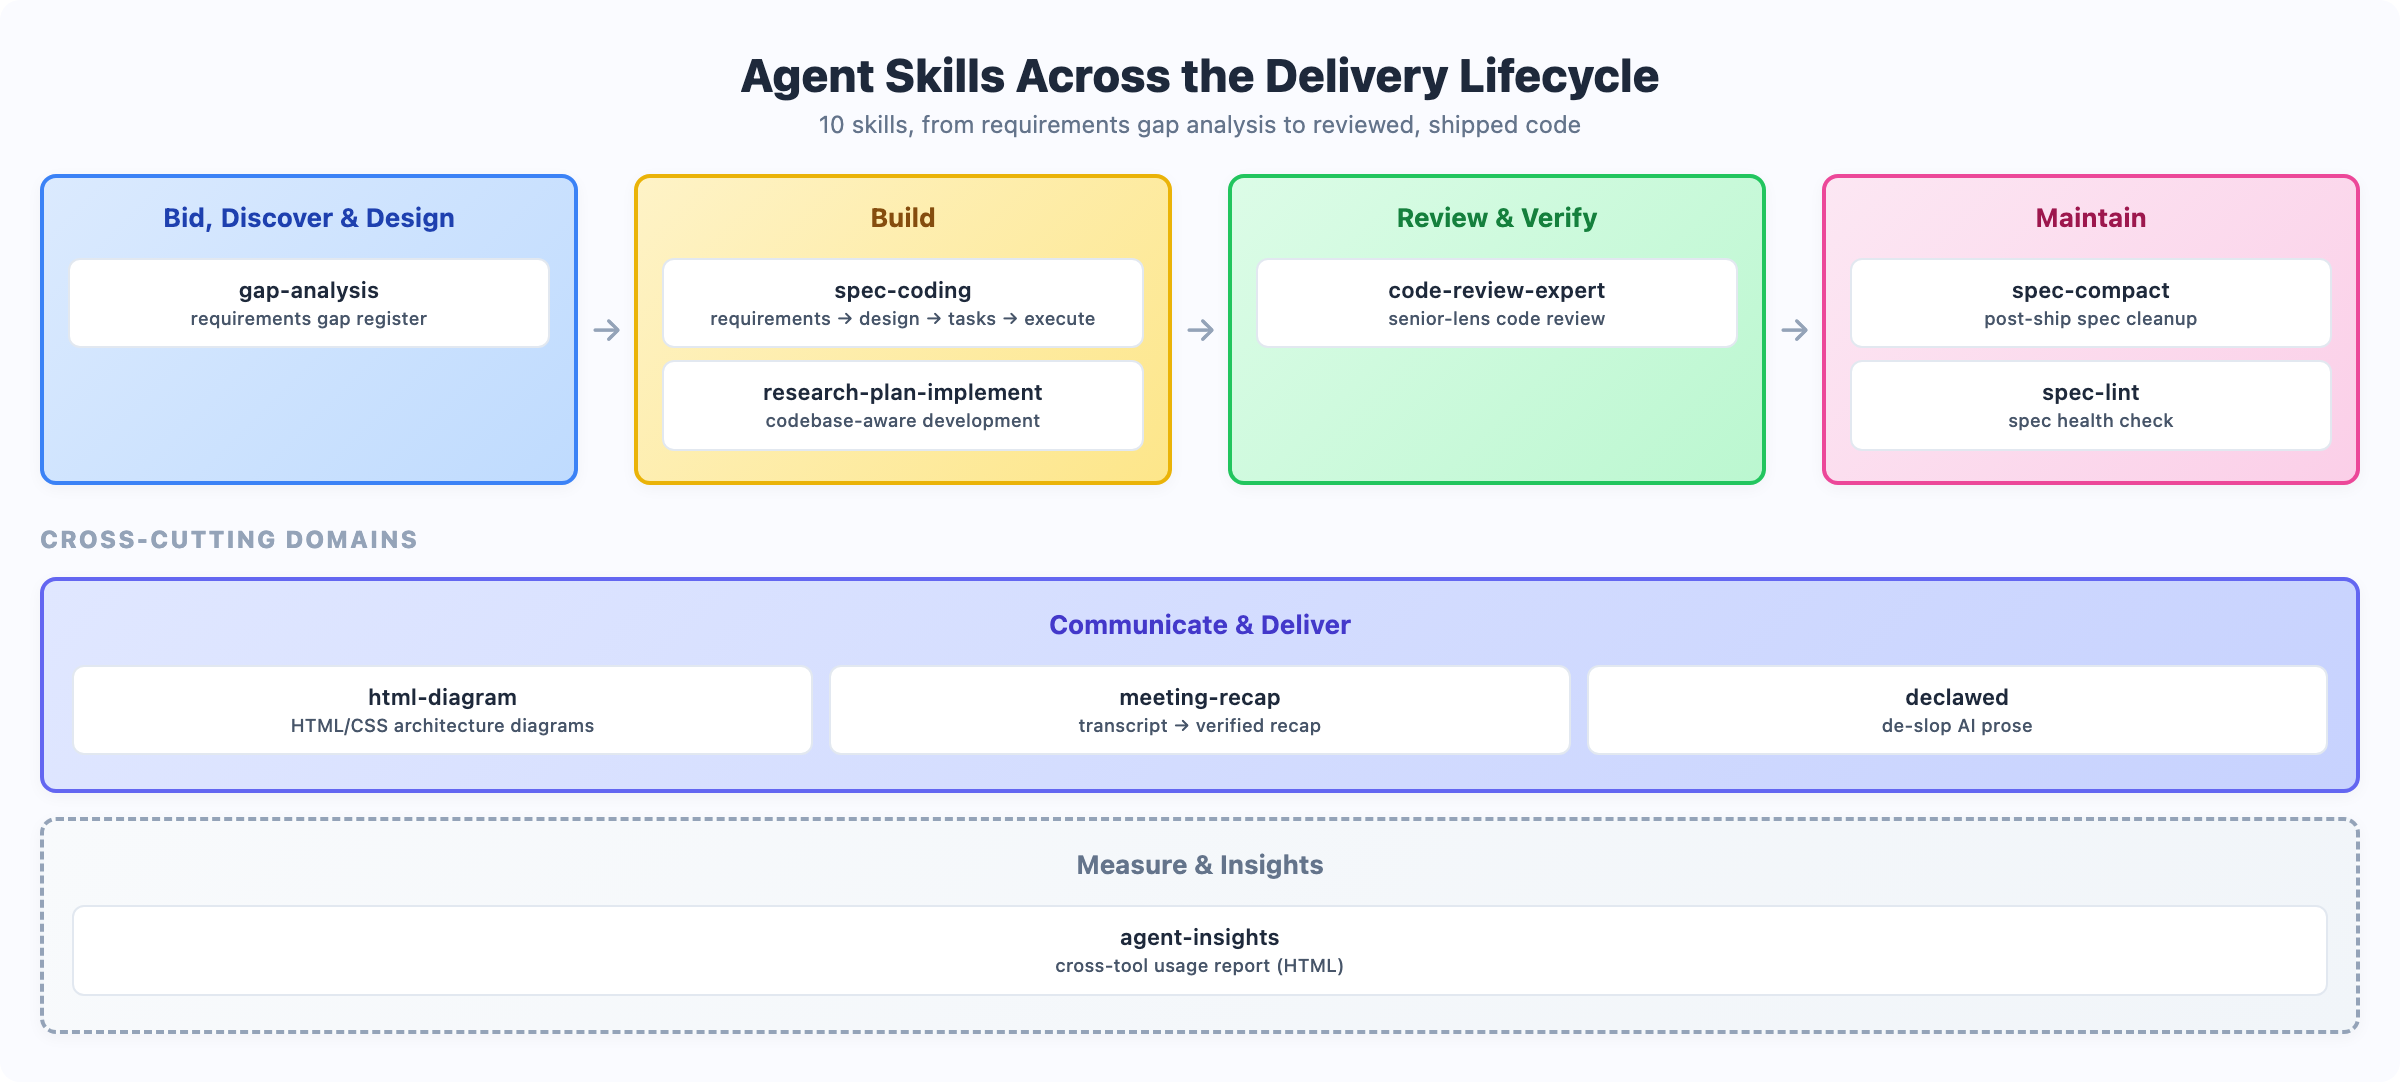 Agent Skills Across the Delivery Lifecycle
10 skills, from requirements gap analysis to reviewed, shipped code
Bid, Discover & Design
gap-analysis
requirements gap register
→
Build
spec-coding
requirements → design → tasks → execute
research-plan-implement
codebase-aware development
→
Review & Verify
code-review-expert
senior-lens code review
→
Maintain
spec-compact
post-ship spec cleanup
spec-lint
spec health check
CROSS-CUTTING DOMAINS
Communicate & Deliver
html-diagram
HTML/CSS architecture diagrams
meeting-recap
transcript → verified recap
declawed
de-slop AI prose
Measure & Insights
agent-insights
cross-tool usage report (HTML)